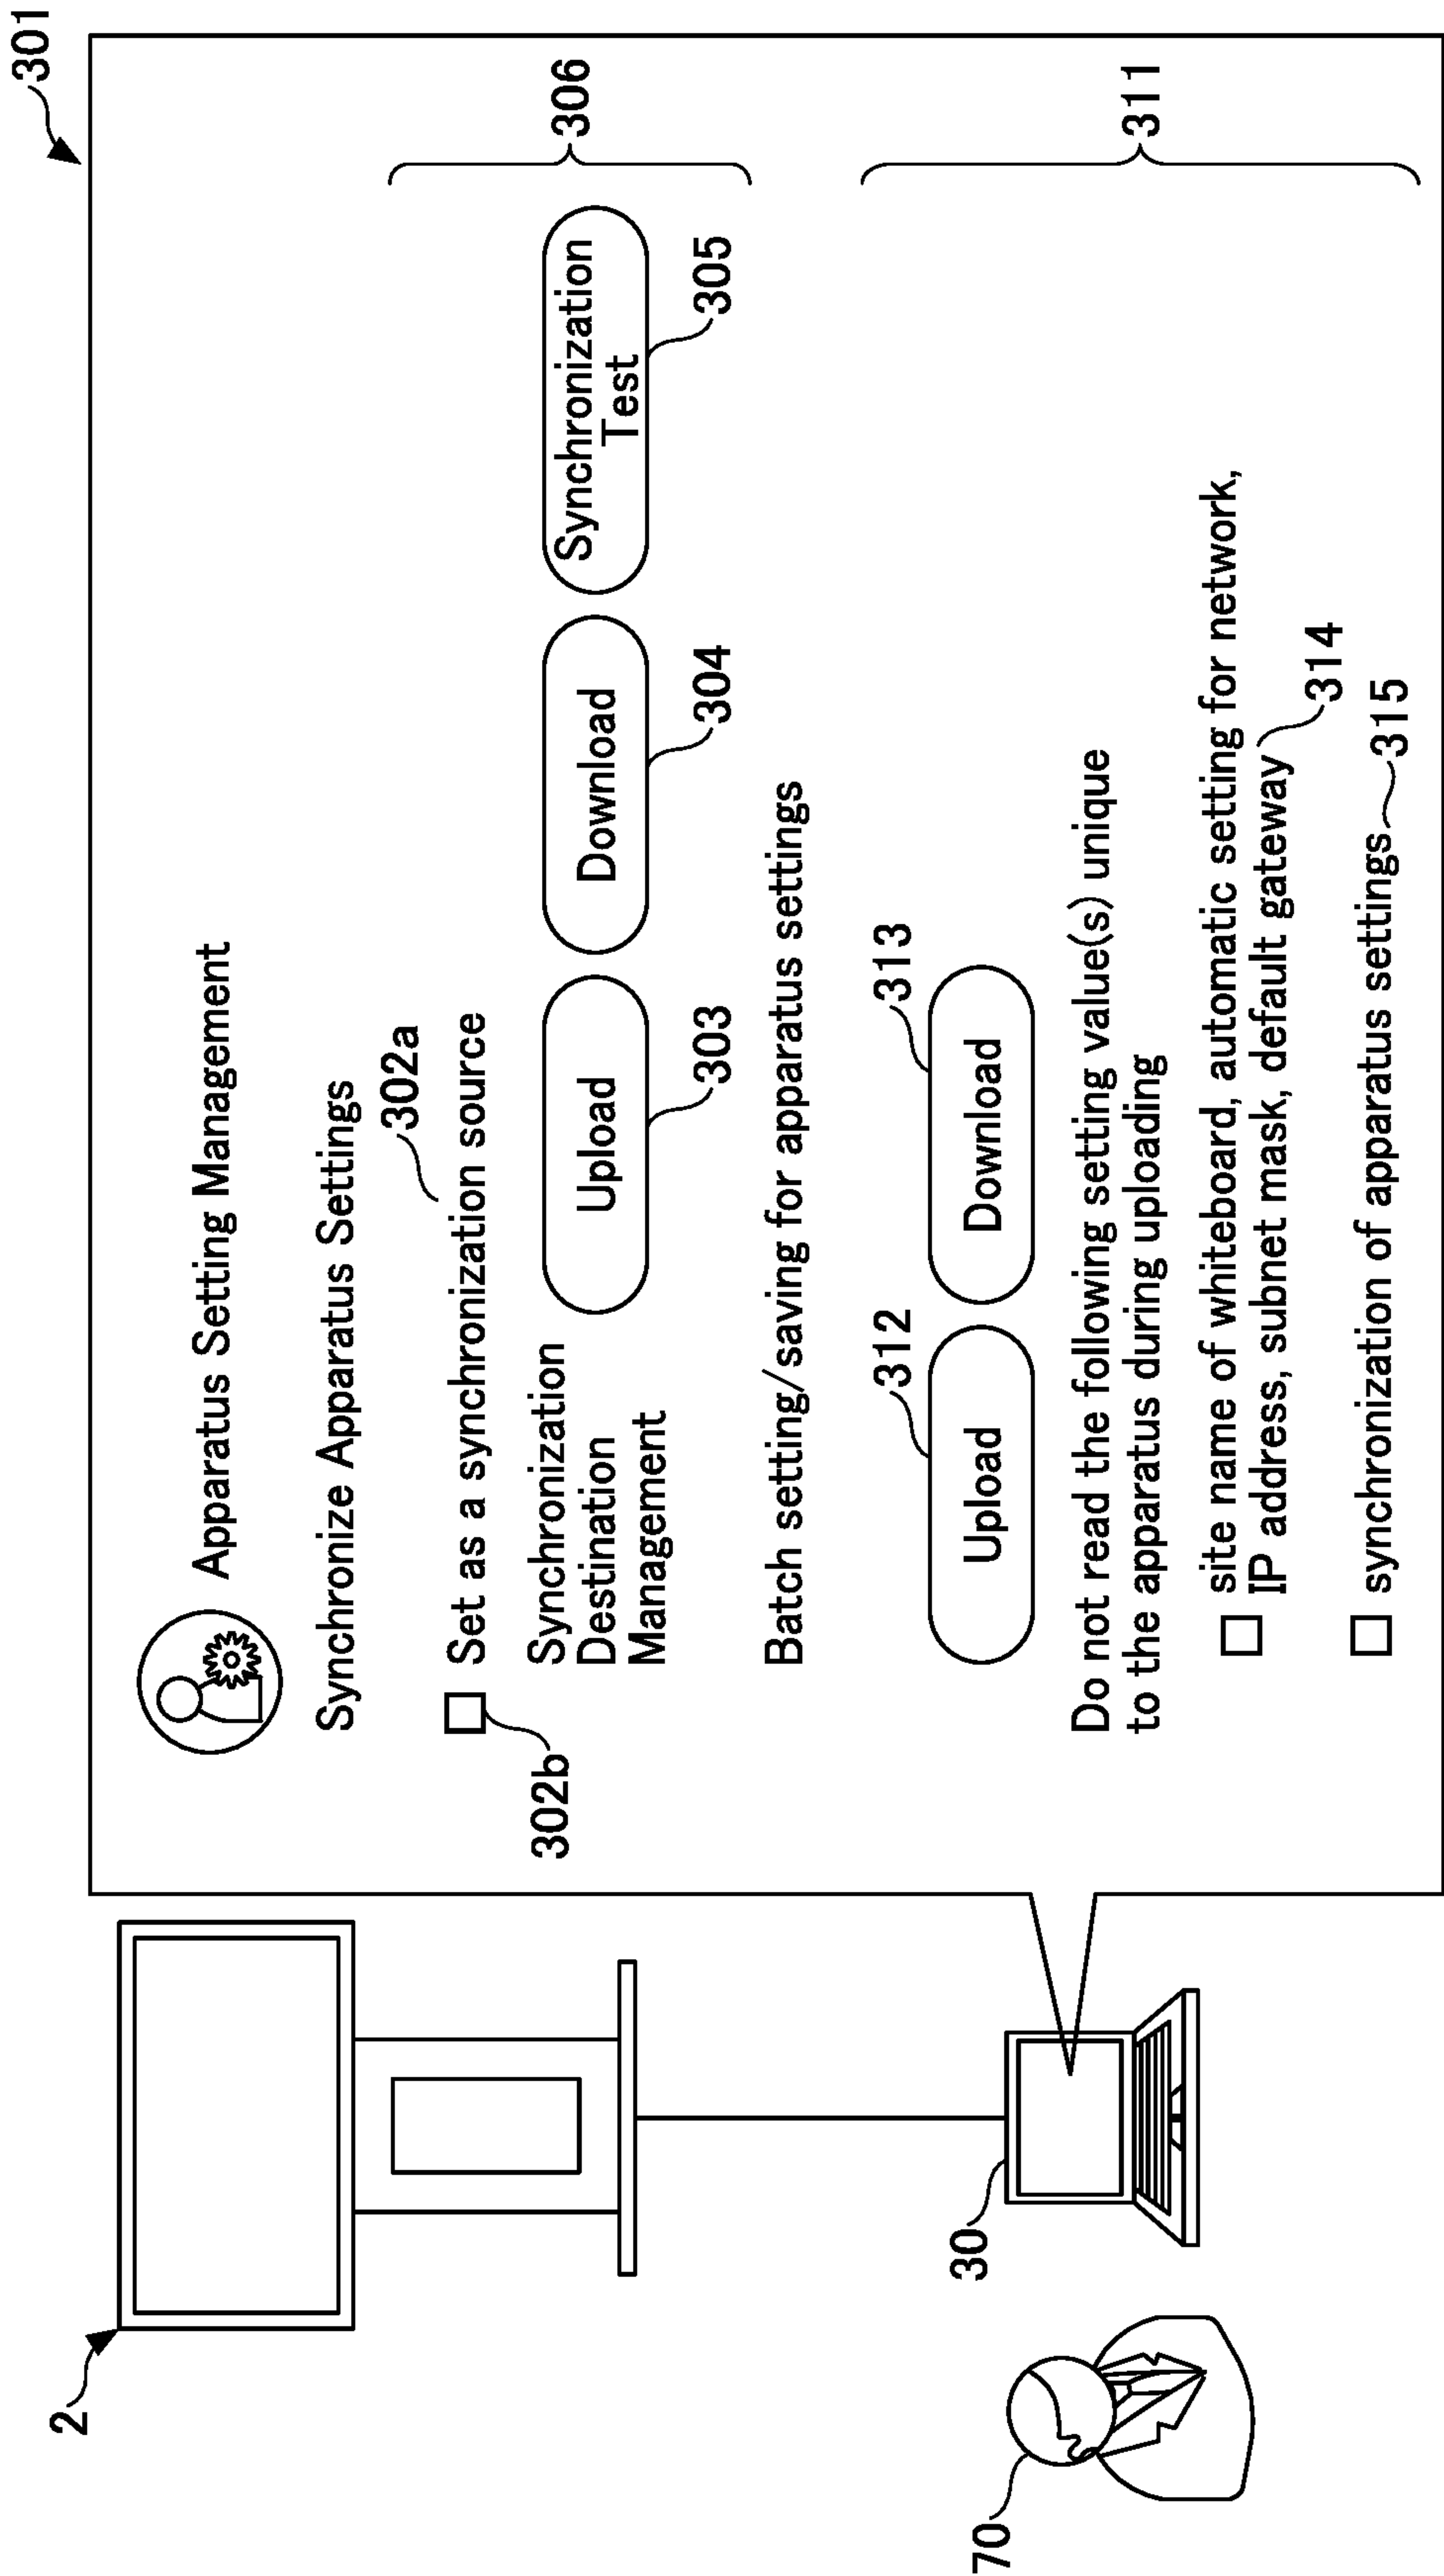 301
Apparatus Setting Management
Synchronize Apparatus Settings
302a
Set as a synchronization source
302b
306
Synchronization
Destination
Management
Upload
Download
Synchronization
Test
303
304
305
Batch setting/saving for apparatus settings
311
312
313
Upload
Download
Do not read the following setting value(s) unique
to the apparatus during uploading
site name of whiteboard, automatic setting for network,
IP address, subnet mask, default gateway
314
synchronization of apparatus settings
315
2
30
70